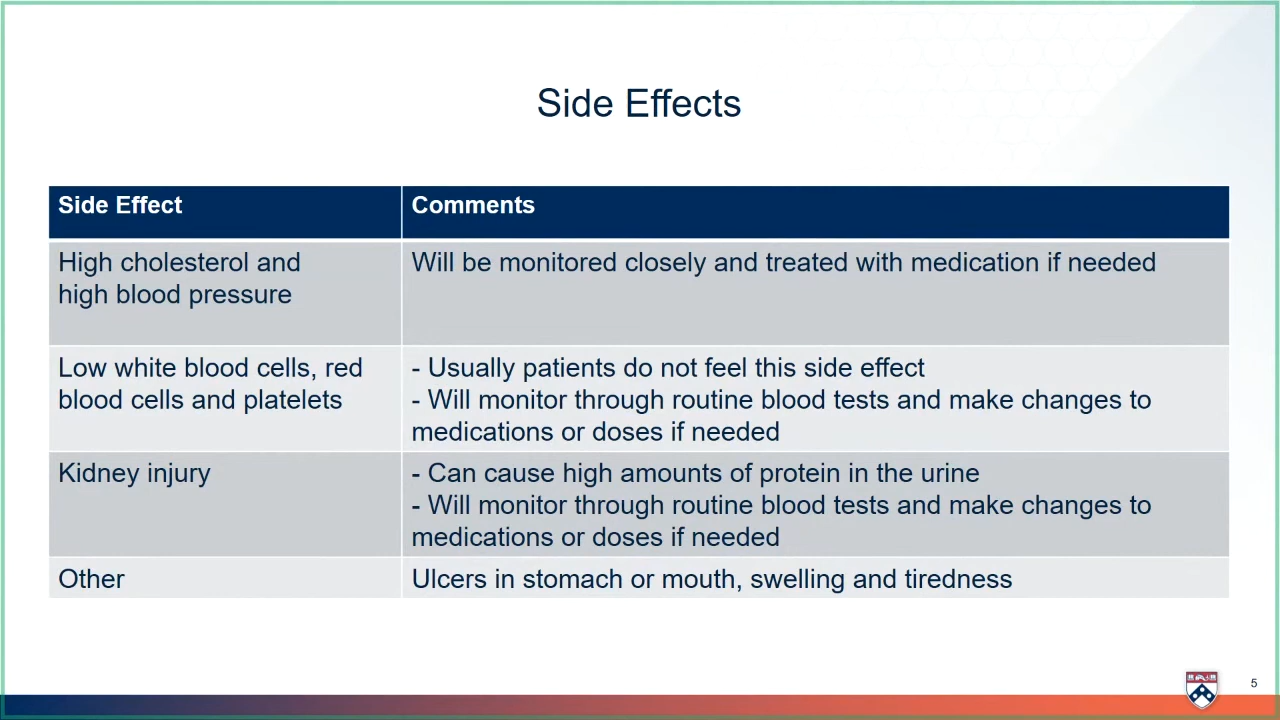 Side Effects
Side Effect
Comments
High cholesterol and
high blood pressure
Will be monitored closely and treated with medication if needed
Low white blood cells, red
blood cells and platelets
- Usually patients do not feel this side effect
- Will monitor through routine blood tests and make changes to
medications or doses if needed
Kidney injury
- Can cause high amounts of protein in the urine
- Will monitor through routine blood tests and make changes to
medications or doses if needed
Other
Ulcers in stomach or mouth, swelling and tiredness
5